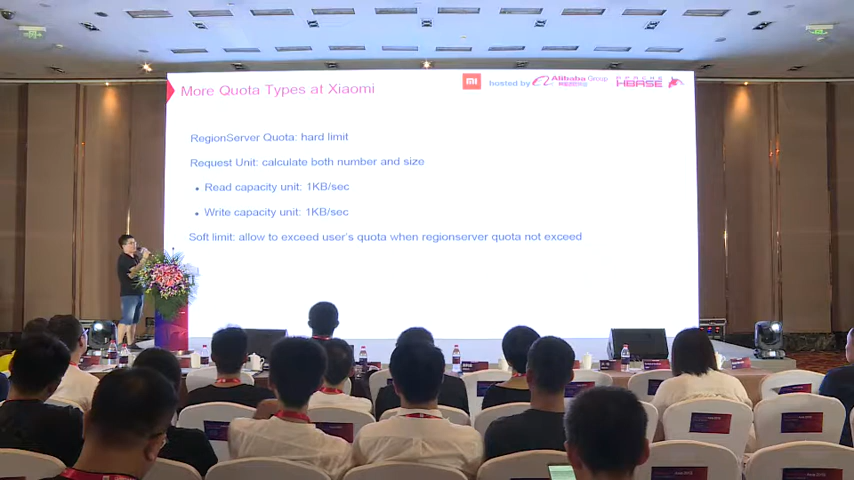 More Quota Types at Xiaomi
mi
hosted by
Alibaba Group
HBASE
RegionServer Quota: hard limit
Request Unit: calculate both number and size
• Read capacity unit: 1KB/sec
• Write capacity unit: 1KB/sec
Soft limit: allow to exceed user's quota when regionserver quota not exceed